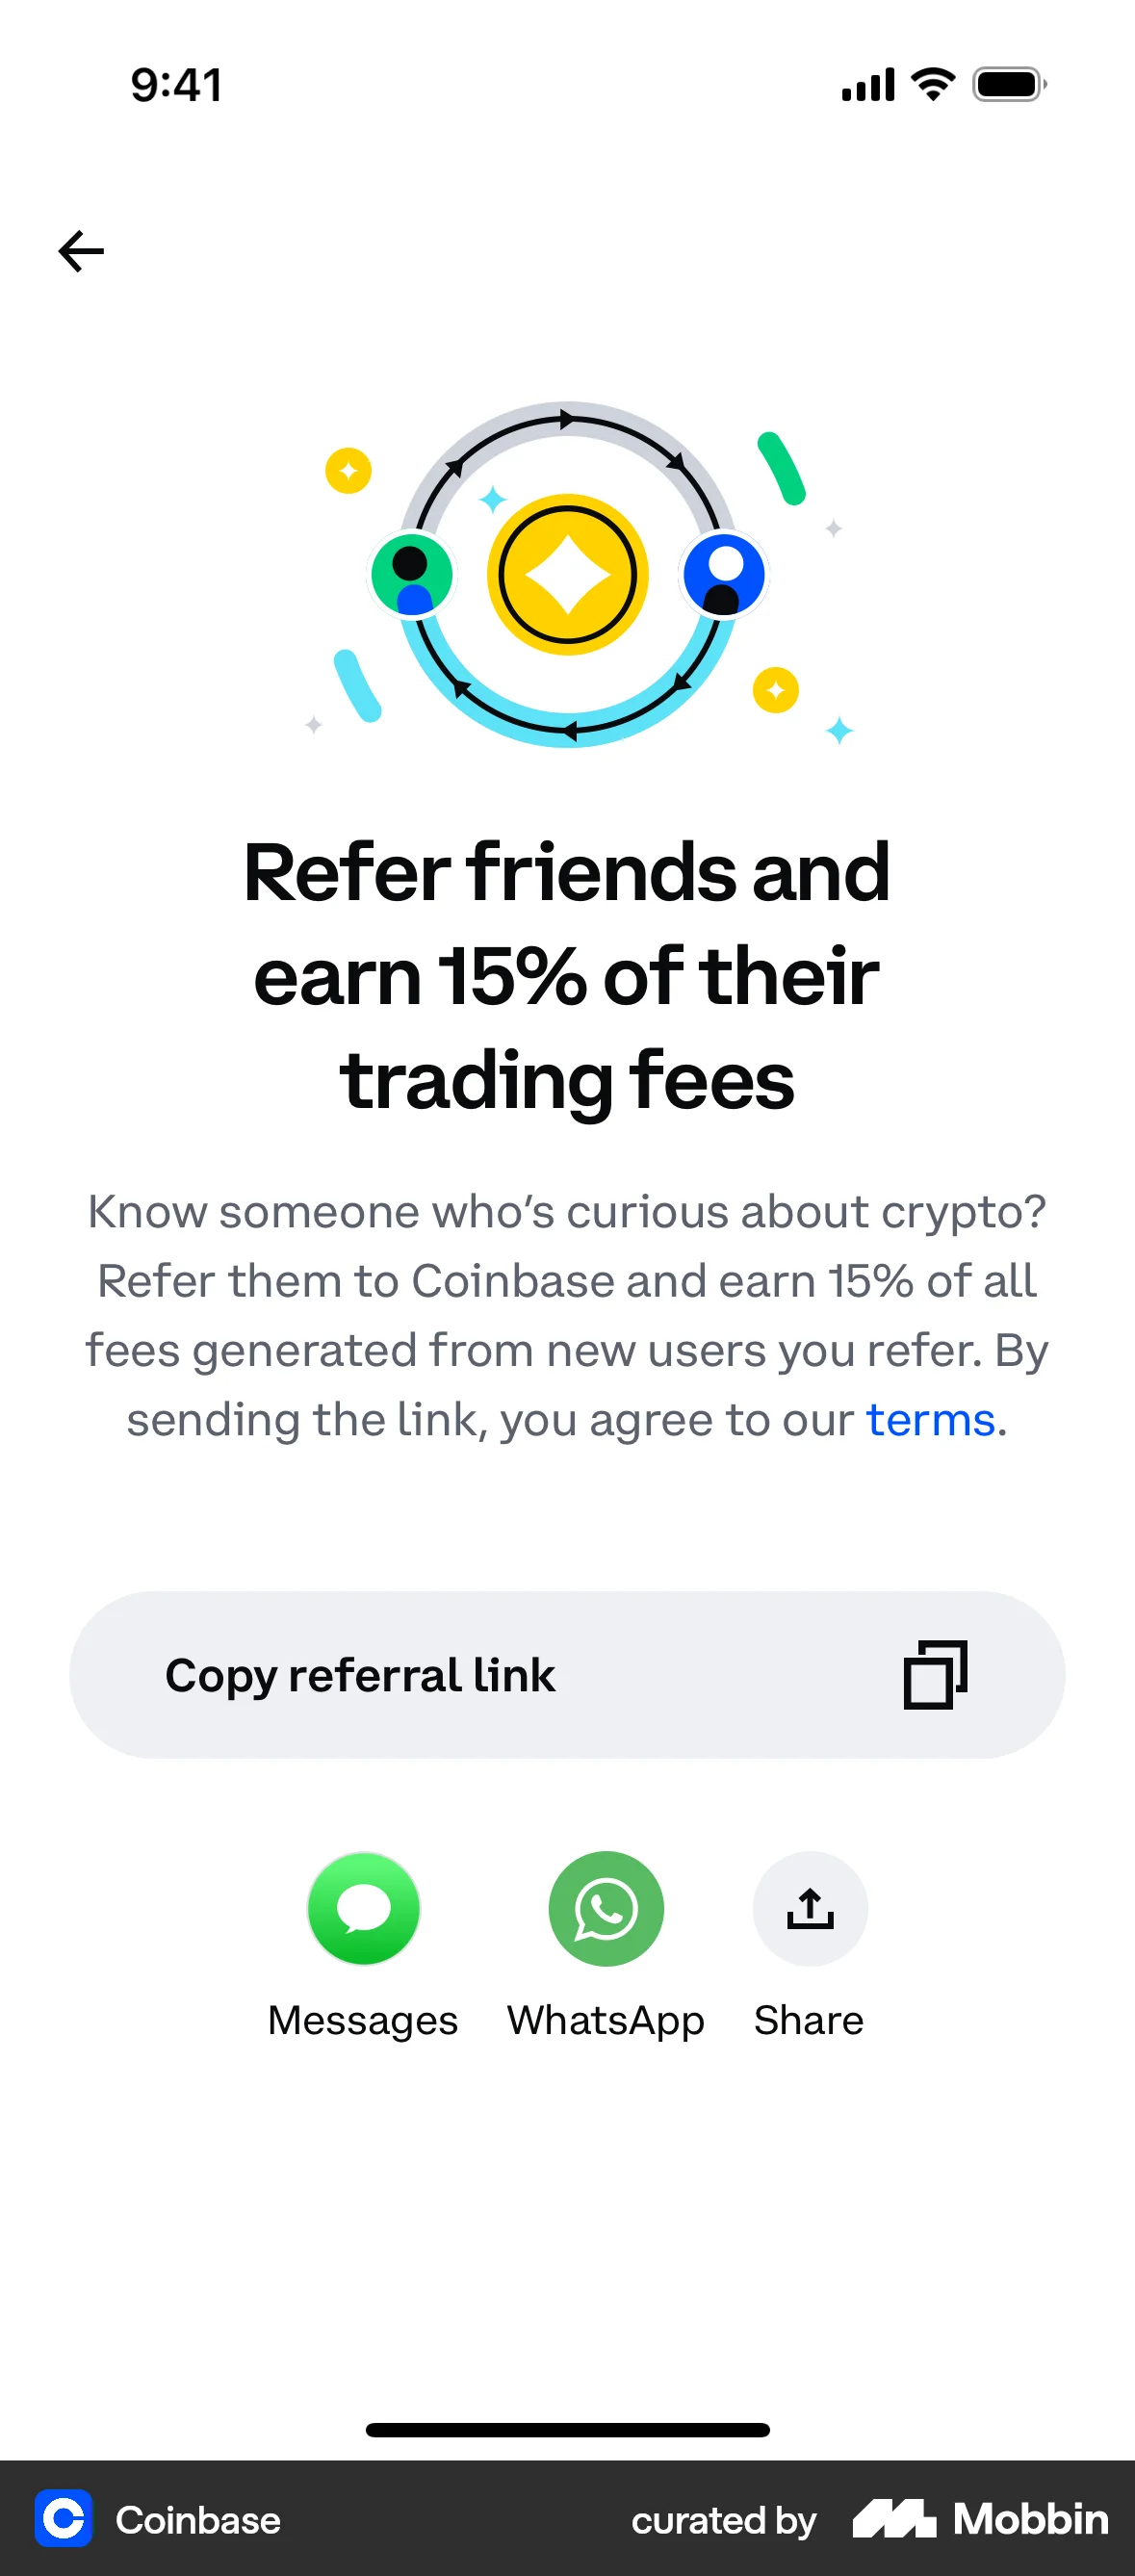 9:41
Refer friends and
earn 15% of their
trading fees
Know someone who’s curious about crypto?
Refer them to Coinbase and earn 15% of all
fees generated from new users you refer. By
sending the link, you agree to our terms.
Copy referral link
Messages WhatsApp Share
Coinbase curated by Mobbin